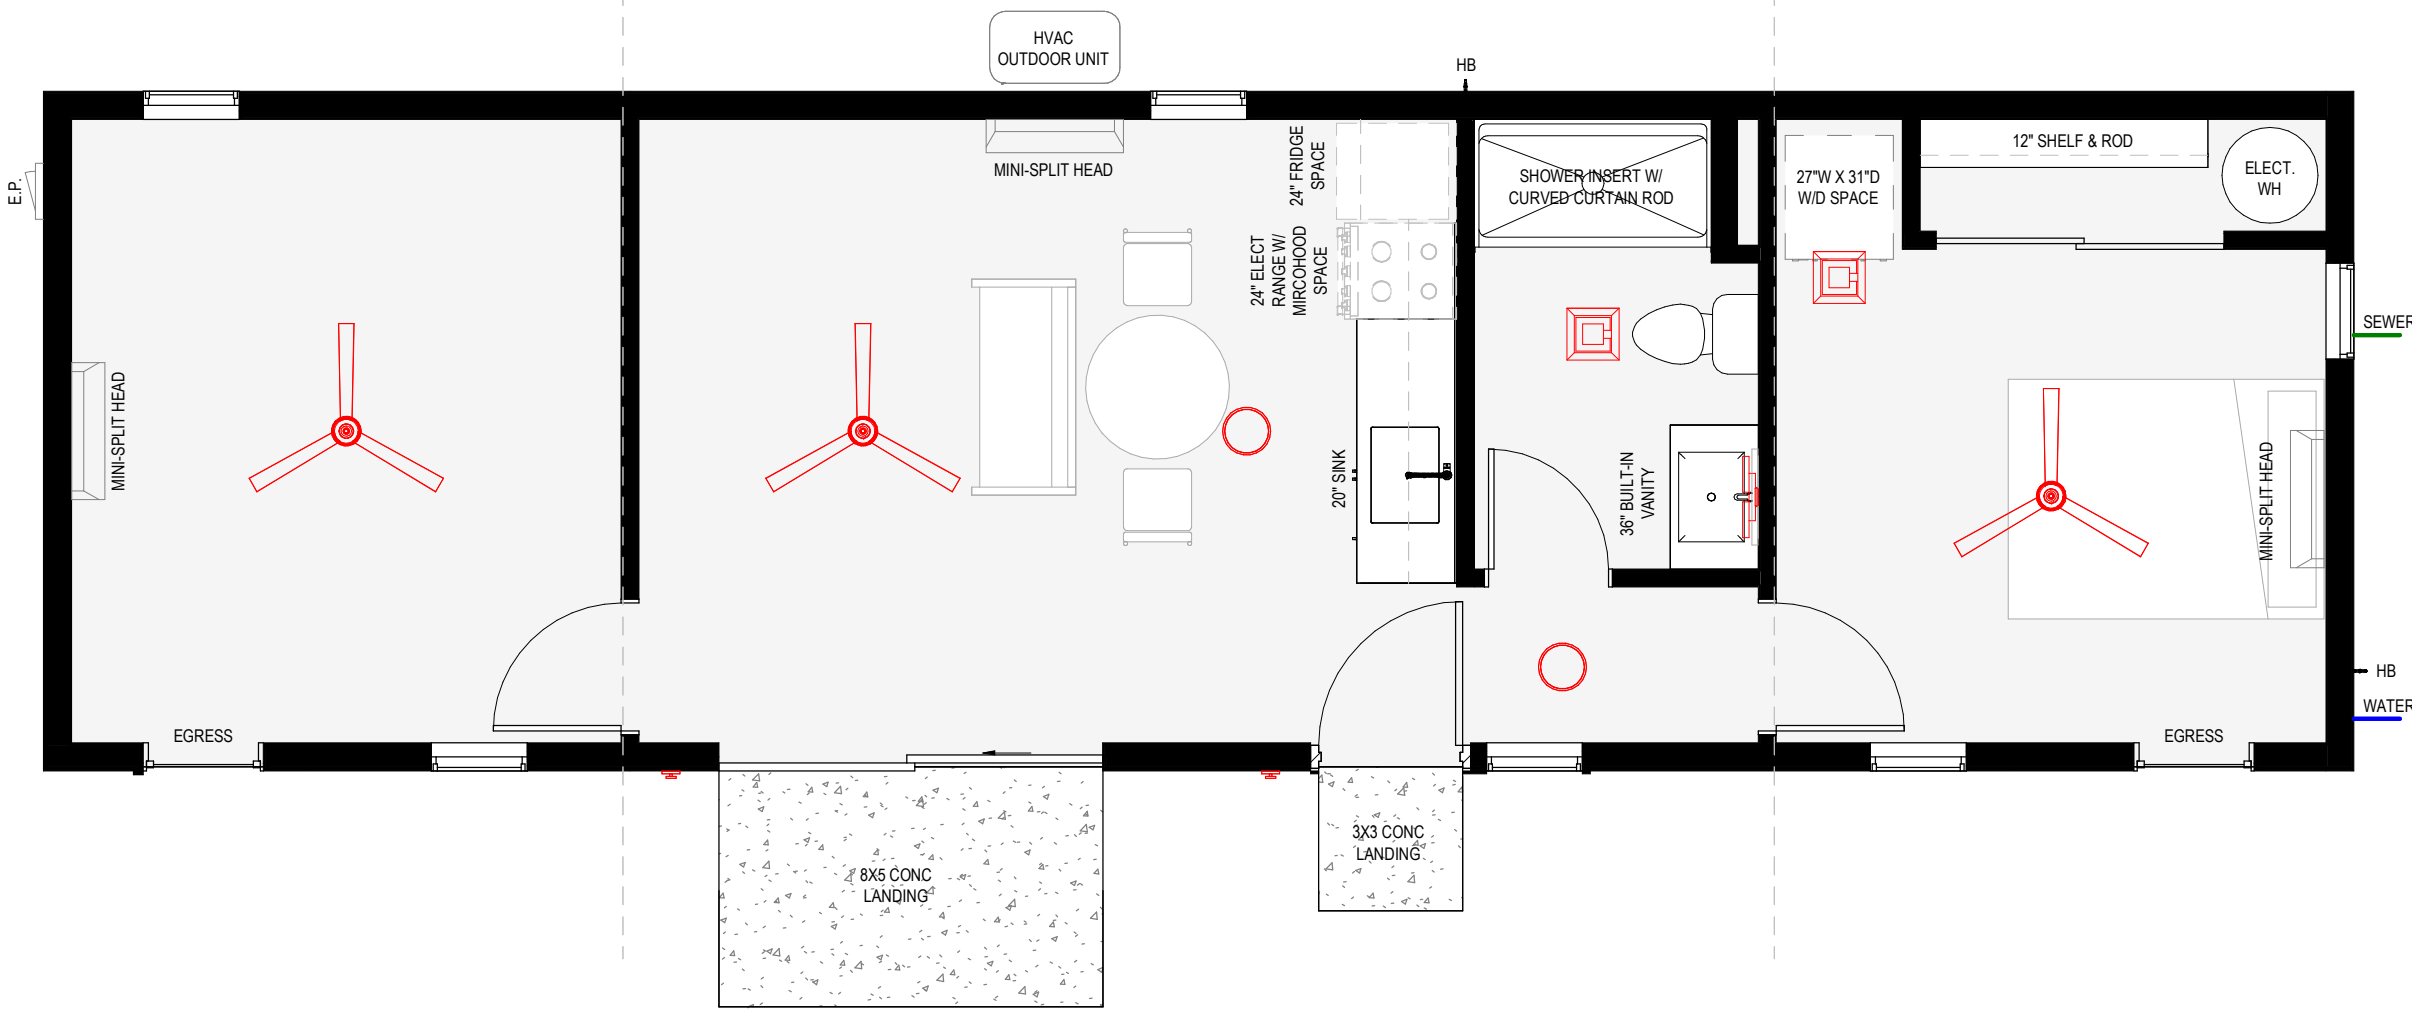 HVAC
OUTDOOR UNIT
HB
E.P.
MINI-SPLIT HEAD
MINI-SPLIT HEAD
24" FRIDGE
SPACE
24" ELECT
RANGE W/
MIRCOHOOD
SPACE
20" SINK
SHOWER INSERT W/
CURVED CURTAIN ROD
36" BUILT-IN
VANITY
27"W X 31"D
W/D SPACE
12" SHELF & ROD
ELECT.
WH
SEWER
MINI-SPLIT HEAD
HB
WATER
EGRESS
EGRESS
8X5 CONC
LANDING
3X3 CONC
LANDING